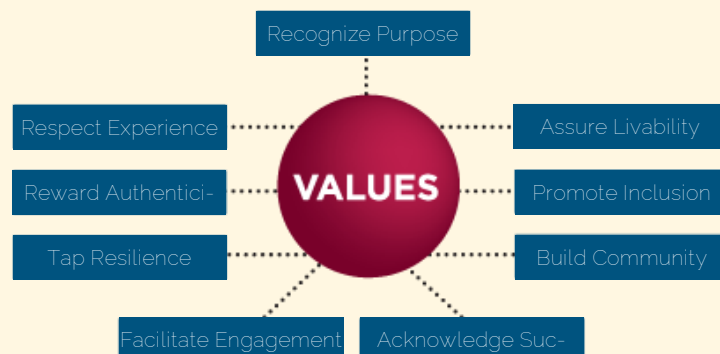 Recognize Purpose
Respect Experience
Assure Livability
Reward Authentici-
VALUES
Promote Inclusion
Tap Resilience
Build Community
Facilitate Engagement
Acknowledge Suc-